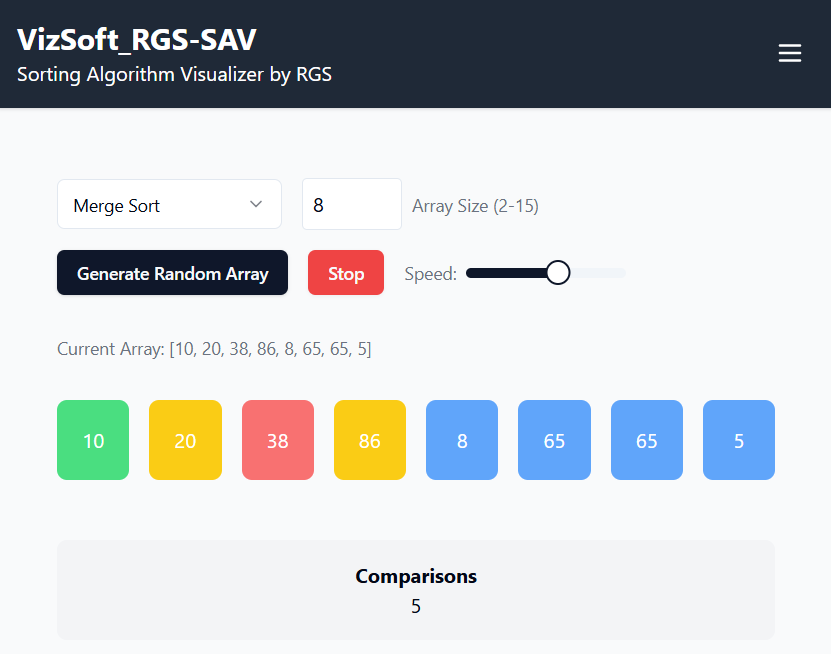 VizSoft_RGS-SAV
Sorting Algorithm Visualizer by RGS
Merge Sort 8 Array Size (2-15)
Generate Random Array Stop Speed:
Current Array: [10, 20, 38, 86, 8, 65, 65, 5]
10 20 38 86 8 65 65 5
Comparisons
5